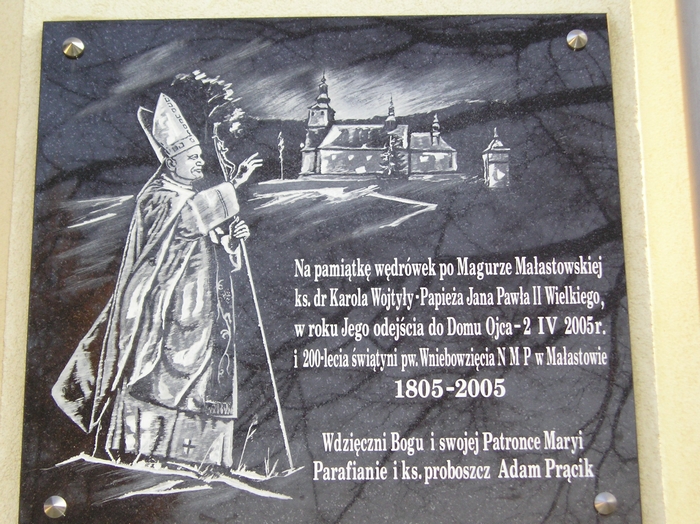 Na pamiątkę wędrówek po Magurze Małastowskiej
ks. dr Karola Wojtyły-Papieża Jana Pawła II Wielkiego,
w roku Jego odejścia do Domu Ojca-2 IV 2005r.
i 200-lecia świątyni pw. Wniebowzięcia N M P w Małastowie
1805-2005
Wdzięczni Bogu i swojej Patronce Maryi
Parafianie i ks. proboszcz Adam Prącik